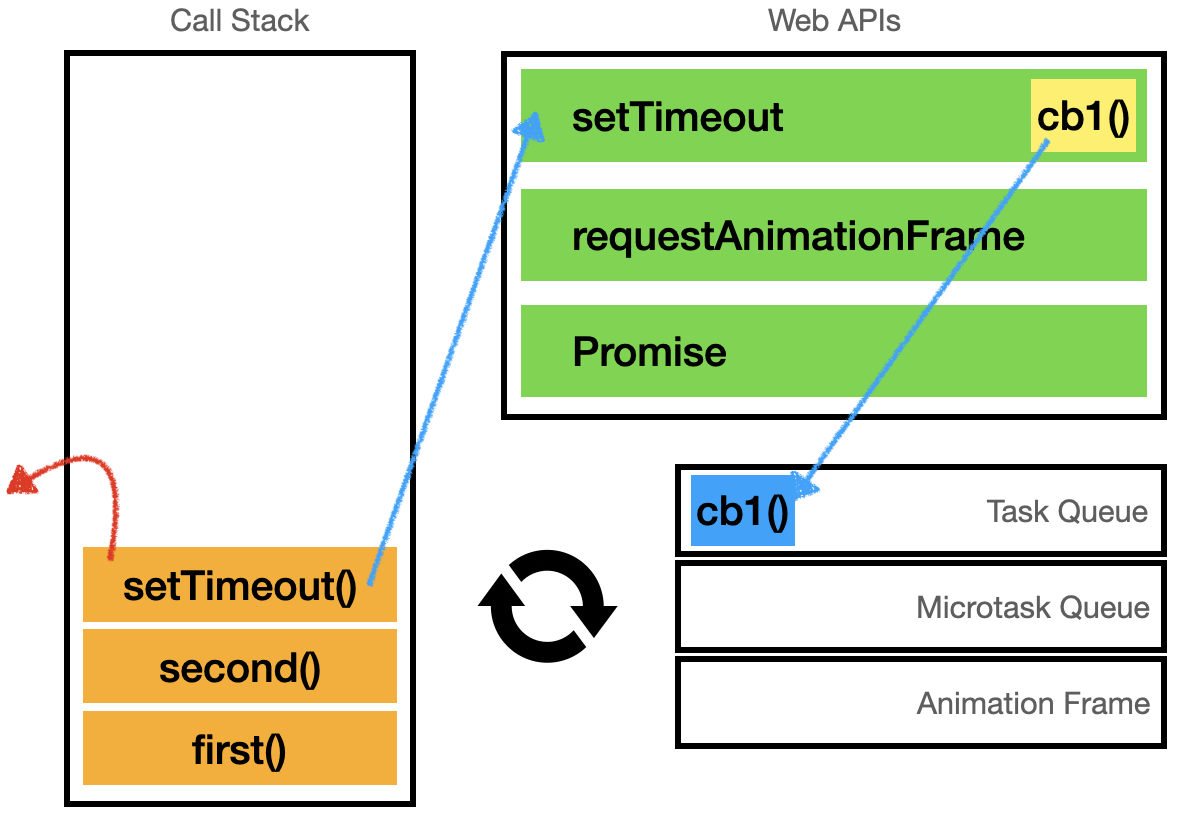 Call Stack
Web APIs
setTimeout
cb1()
requestAnimationFrame
Promise
cb1()
Task Queue
setTimeout()
Microtask Queue
second()
Animation Frame
first()